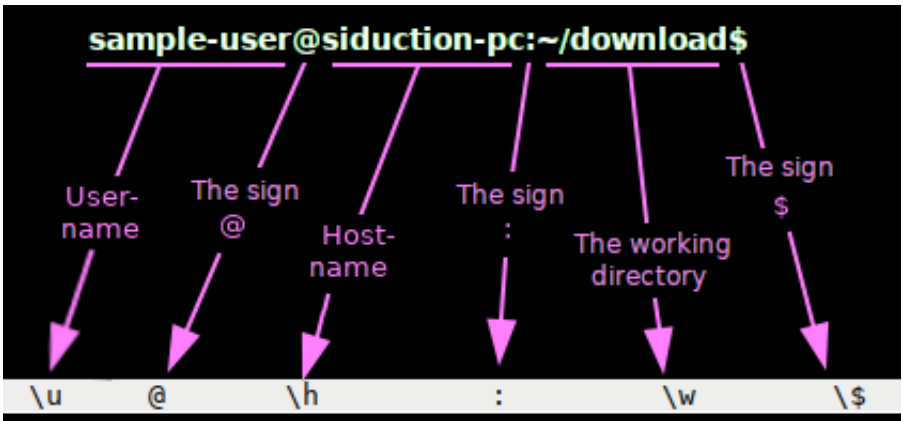 sample-user@siduction-pc:~/download$
User-
name
The sign
@
Host-
name
The sign
:
The working
directory
The sign
$
\u @ \h : \w \$